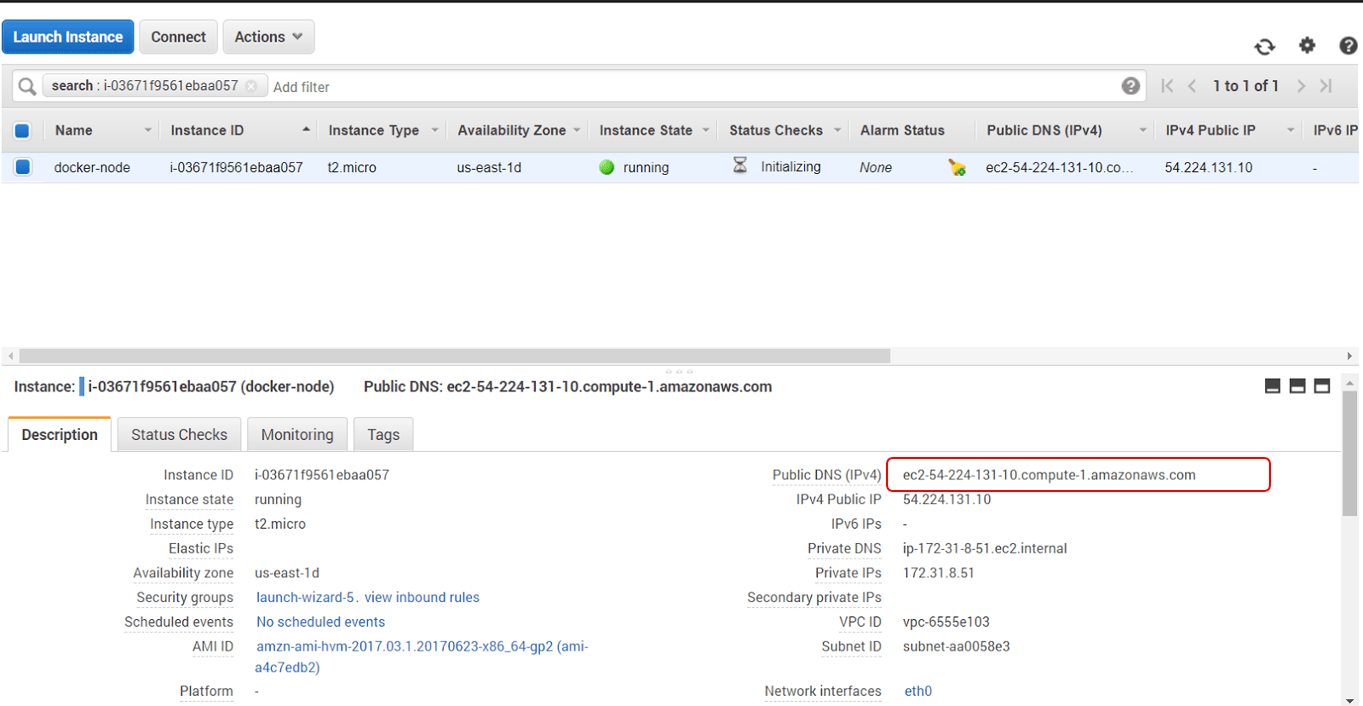 Launch Instance Connect Actions
search : i-03671f9561ebaa057 Add filter 1 to 1 of 1
Name Instance ID Instance Type Availability Zone Instance State Status Checks Alarm Status Public DNS (IPv4) IPv4 Public IP IPv6 IP
docker-node i-03671f9561ebaa057 t2.micro us-east-1d running Initializing None ec2-54-224-131-10.co... 54.224.131.10 -
Instance: i-03671f9561ebaa057 (docker-node) Public DNS: ec2-54-224-131-10.compute-1.amazonaws.com
Description Status Checks Monitoring Tags
Instance ID i-03671f9561ebaa057 Public DNS (IPv4) ec2-54-224-131-10.compute-1.amazonaws.com
Instance state running IPv4 Public IP 54.224.131.10
Instance type t2.micro IPv6 IPs -
Elastic IPs Private DNS ip-172-31-8-51.ec2.internal
Availability zone us-east-1d Private IPs 172.31.8.51
Security groups launch-wizard-5. view inbound rules Secondary private IPs
Scheduled events No scheduled events VPC ID vpc-6555e103
AMI ID amzn-ami-hvm-2017.03.1.20170623-x86_64-gp2 (ami- Subnet ID subnet-aa0058e3
a4c7edb2)
Platform - Network interfaces eth0